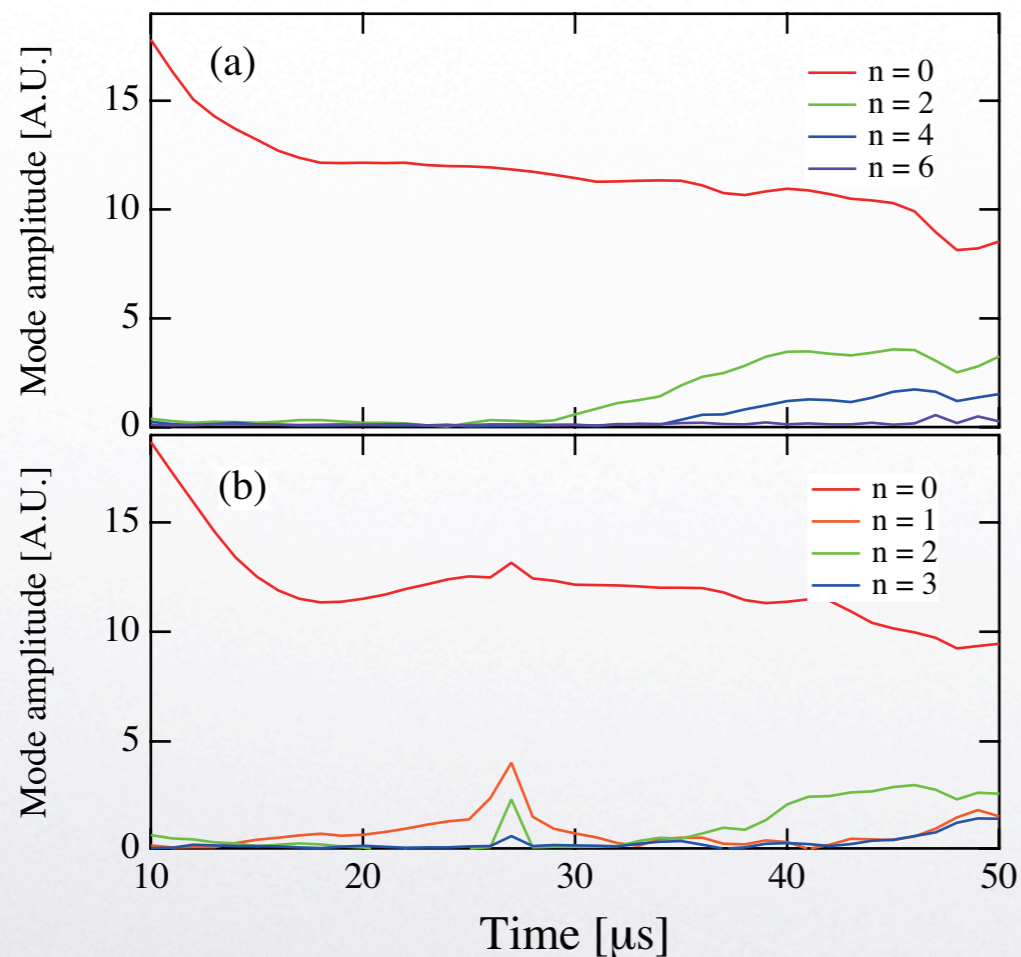 (a)
Mode amplitude [A.U.]
15
10
5
0
n = 0
n = 2
n = 4
n = 6
(b)
Mode amplitude [A.U.]
15
10
5
0
n = 0
n = 1
n = 2
n = 3
10
20
30
40
50
Time [μs]